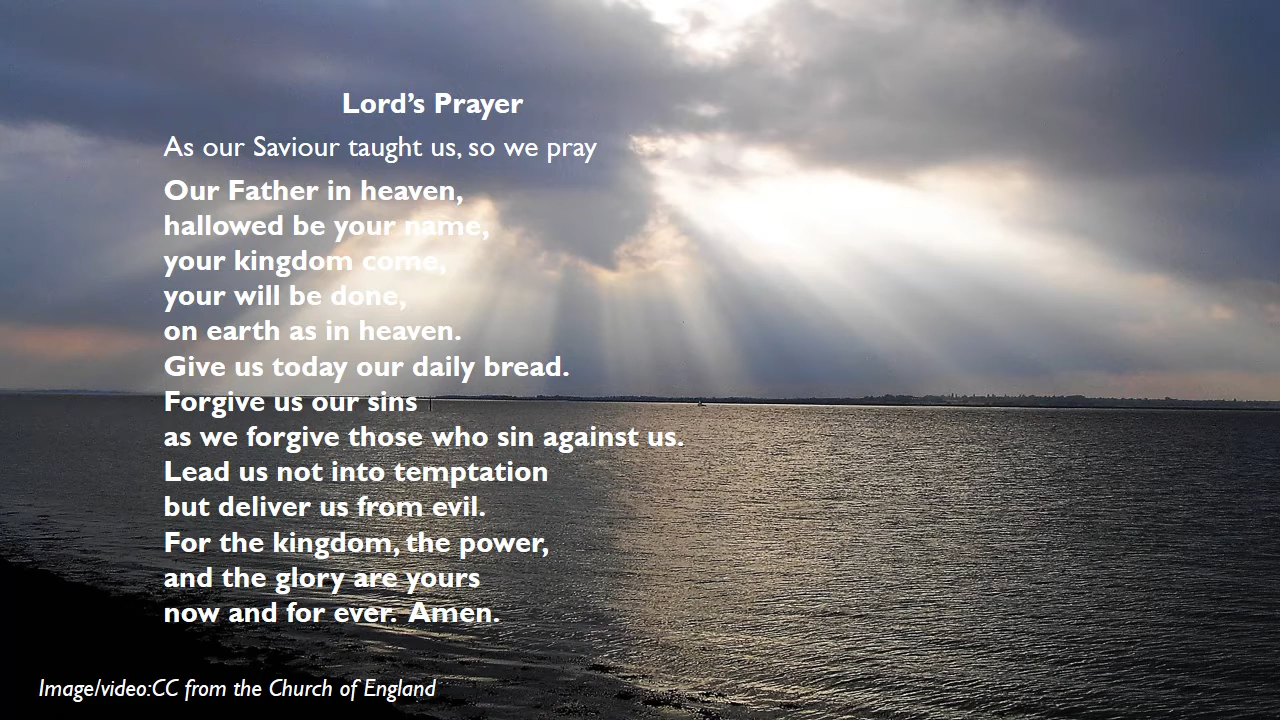 Lord’s Prayer
As our Saviour taught us, so we pray
Our Father in heaven,
hallowed be your name,
your kingdom come,
your will be done,
on earth as in heaven.
Give us today our daily bread.
Forgive us our sins
as we forgive those who sin against us.
Lead us not into temptation
but deliver us from evil.
For the kingdom, the power,
and the glory are yours
now and for ever.  Amen.
Image/video:CC from the Church of England